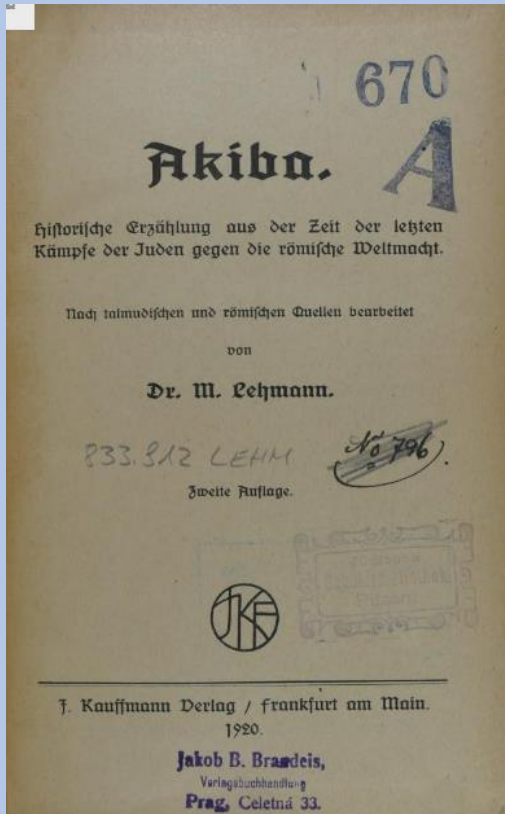 670
A
Akiba.
Historische Erzählung aus der Zeit der letzten
Kämpfe der Juden gegen die römische Weltmacht.
Nach talmudischen und römischen Quellen bearbeitet
von
Dr. M. Lehmann.
833.912 LEHM
No 796
Zweite Auflage.
JKF
J. Kauffmann Verlag / Frankfurt am Main.
1920.
Jakob B. Brandeis,
Verlagsbuchhandlung
Prag, Celetná 33.